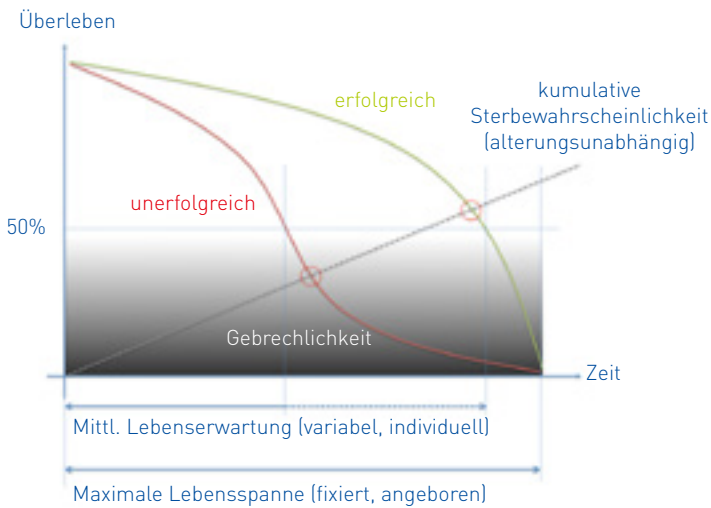 Überleben
erfolgreich
kumulative
Sterbewahrscheinlichkeit
(alterungsunabhängig)
unerfolgreich
50%
Gebrechlichkeit
Zeit
Mittl. Lebenserwartung (variabel, individuell)
Maximale Lebensspanne (fixiert, angeboren)